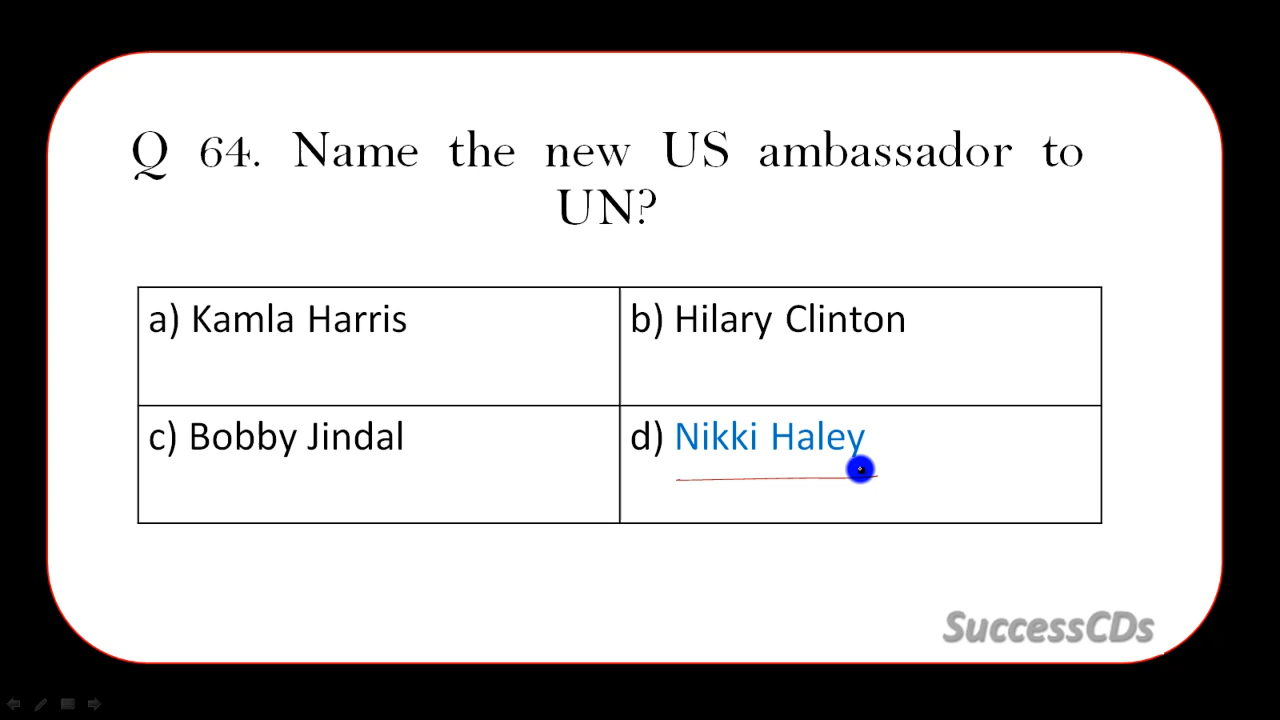 Q 64. Name the new US ambassador to
UN?
a) Kamla Harris
b) Hilary Clinton
c) Bobby Jindal
d) Nikki Haley
SuccessCDs